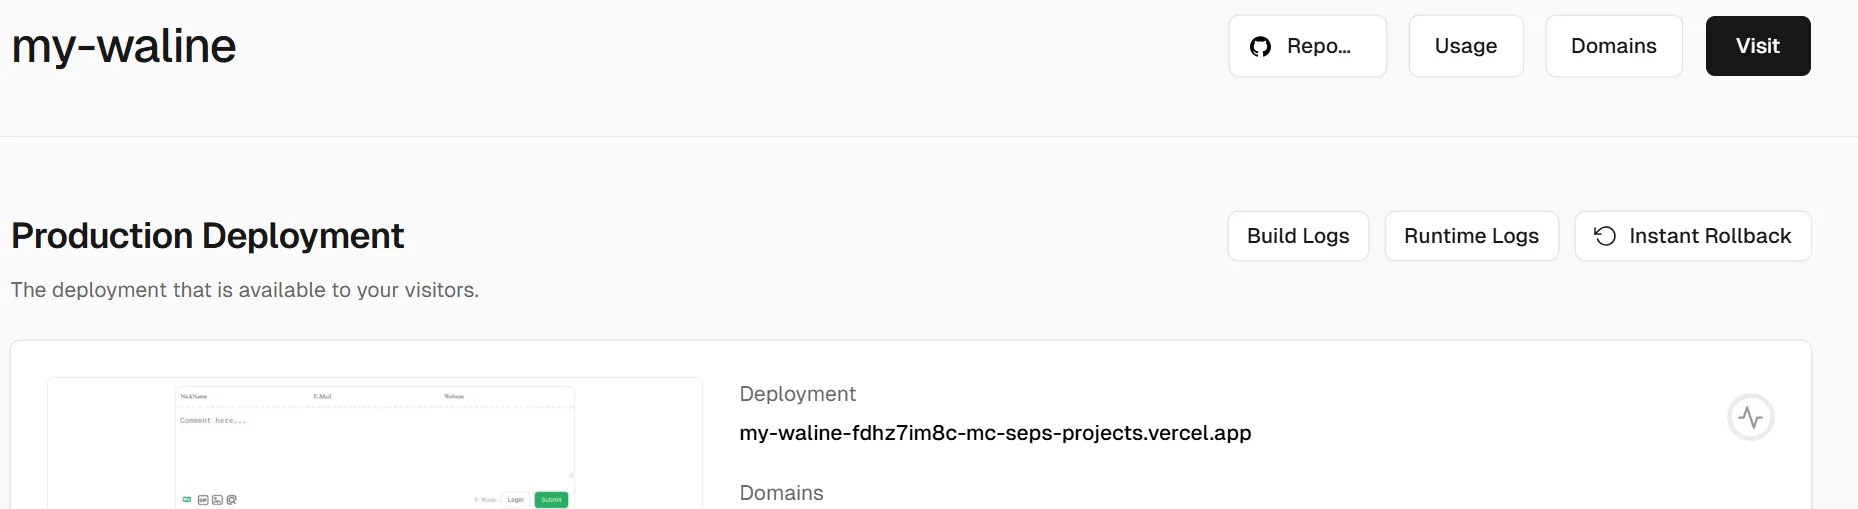 my-waline
Repo...
Usage
Domains
Visit
Production Deployment
Build Logs
Runtime Logs
Instant Rollback
The deployment that is available to your visitors.
NickName
E-Mail
Website
Comment here...
Words
Login
Submit
GIF
Deployment
my-waline-fdhz7im8c-mc-seps-projects.vercel.app
Domains